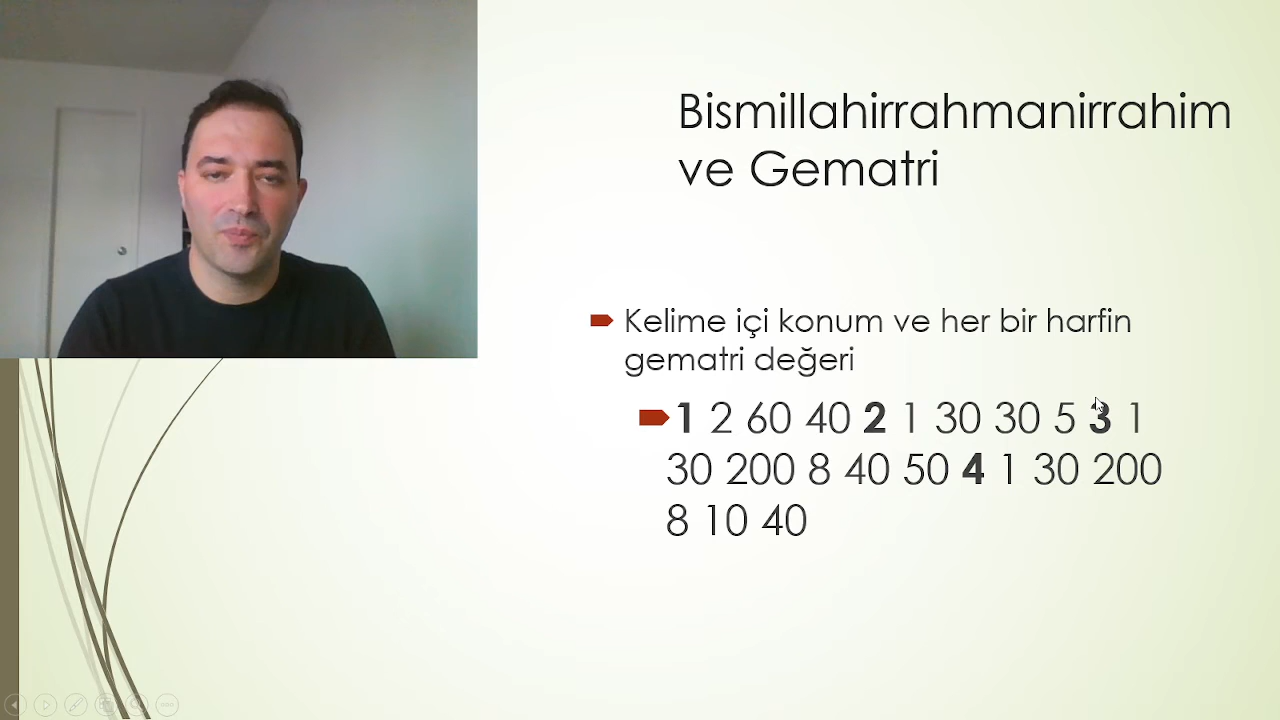 Bismillahirrahmanirrahim
ve Gematri
Kelime içi konum ve her bir harfin
gematri değeri
1 2 60 40 2 1 30 30 5 3 1
30 200 8 40 50 4 1 30 200
8 10 40